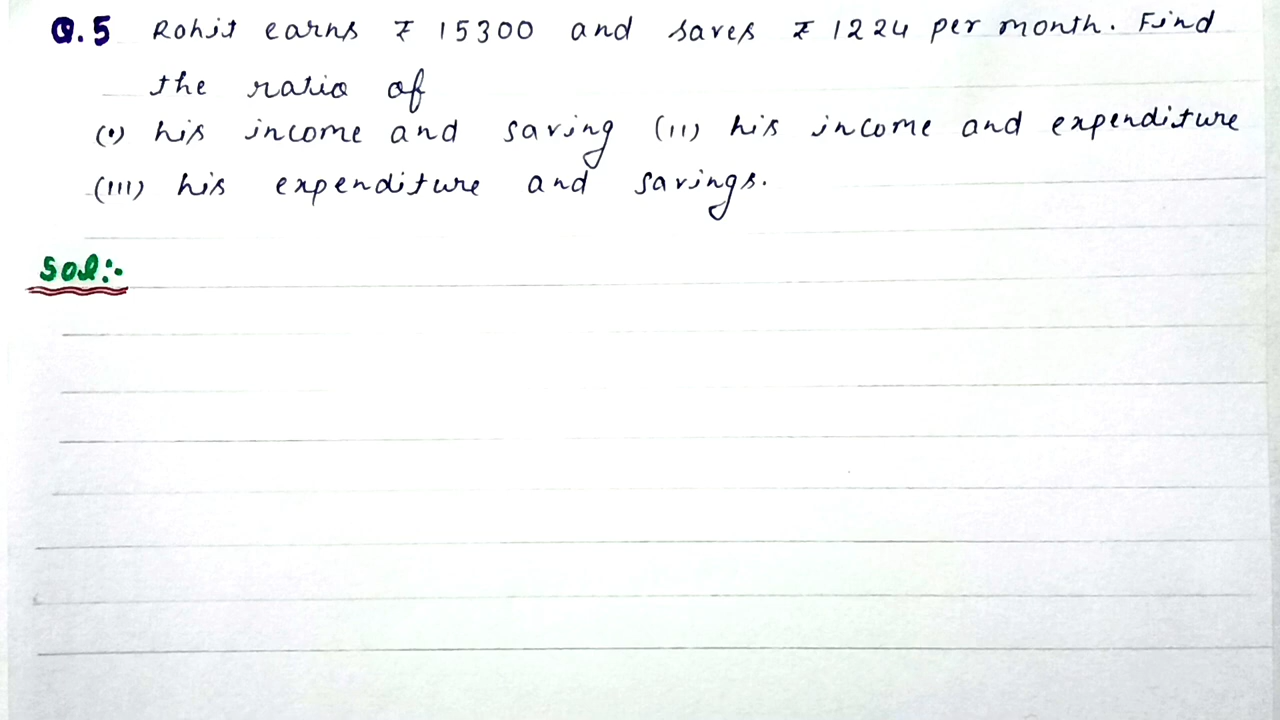 Q.5 Rohit earns ₹ 15300 and saves ₹ 1224 per month. Find
the ratio of
(i) his income and saving (ii) his income and expenditure
(iii) his expenditure and savings.
Sol:-